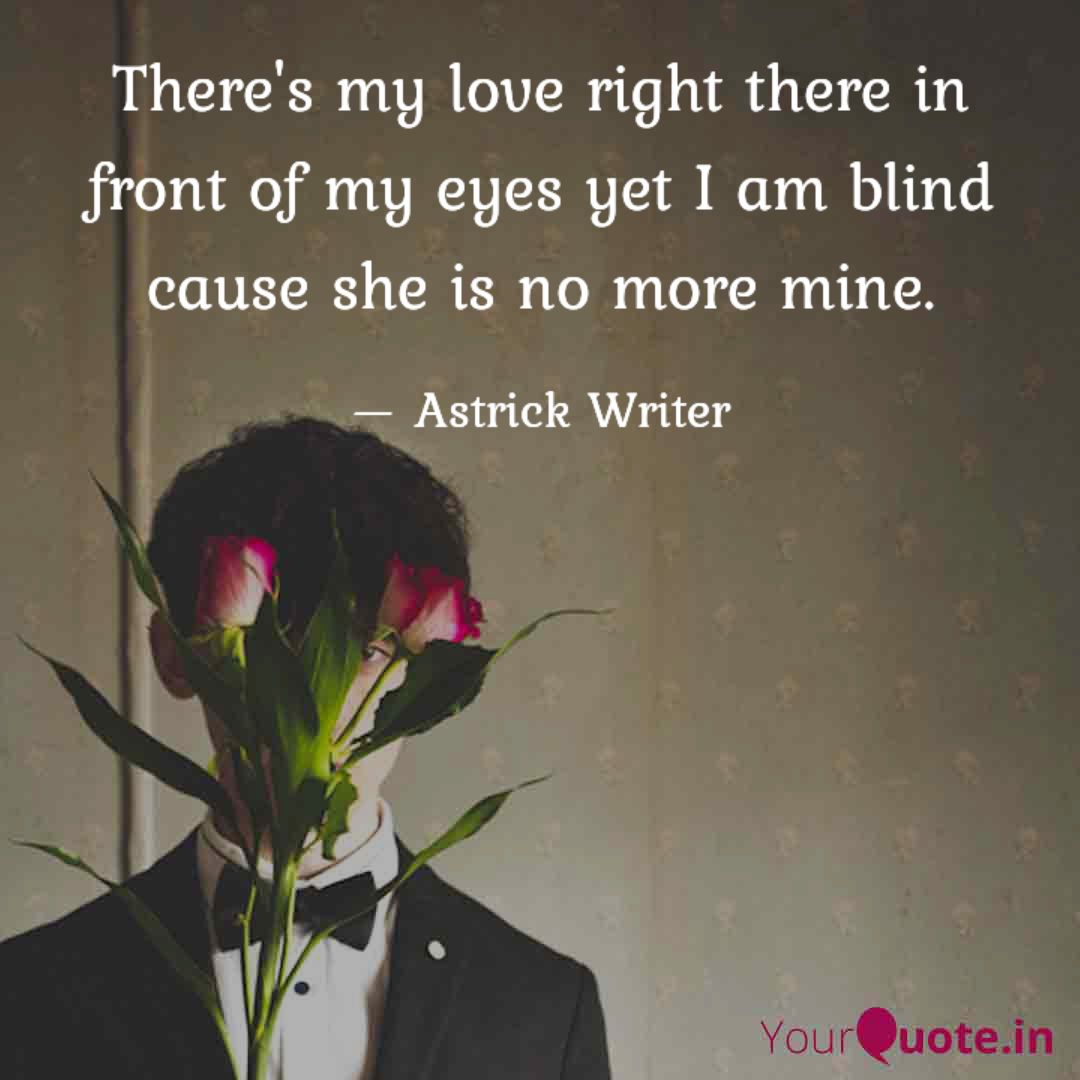 There's my love right there in
front of my eyes yet I am blind
cause she is no more mine.
— Astrick Writer
YourQuote.in